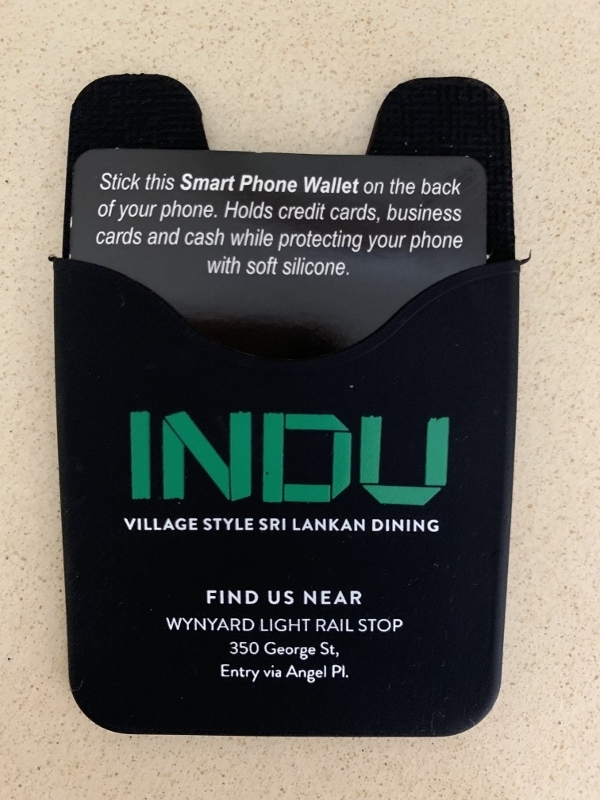 Stick this Smart Phone Wallet on the back
of your phone. Holds credit cards, business
cards and cash while protecting your phone
with soft silicone.
INDU
VILLAGE STYLE SRI LANKAN DINING
FIND US NEAR
WYNYARD LIGHT RAIL STOP
350 George St,
Entry via Angel Pl.